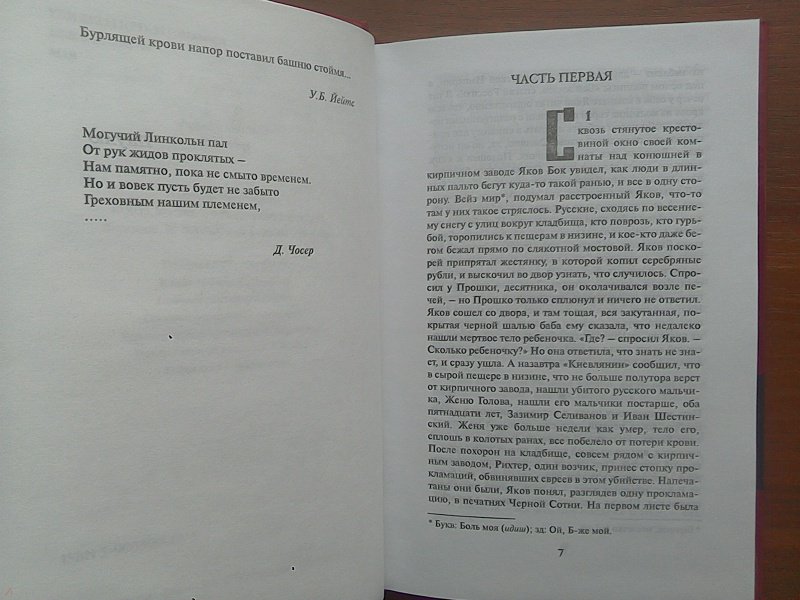 Бурлящей крови напор поставил башню стоймя...
У.Б. Йейтс
Могучий Линкольн пал
От рук жидов проклятых –
Нам памятно, пока не смыто временем.
Но и вовек пусть будет не забыто
Греховным нашим племенем,
.....
Д. Чосер
ЧАСТЬ ПЕРВАЯ
1
Сквозь стянутое кресто-
виной окно своей ком-
наты над конюшней в
кирпичном заводе Яков Бок увидел, как люди в длин-
ных пальто бегут куда-то такой ранью, и все в одну сто-
рону. Вейз мир*, подумал расстроенный Яков, что-то
там у них такое стряслось. Русские, сходясь по весенне-
му снегу с улиц вокруг кладбища, кто поврозь, кто гурь-
бой, торопились к пещерам в низине, и кое-кто даже бе-
гом бежал прямо по слякотной мостовой. Яков поско-
рей припрятал жестянку, в которой копил серебряные
рубли, и выскочил во двор узнать, что случилось. Спро-
сил у Прошки, десятника, он околачивался возле пе-
чей, – но Прошко только сплюнул и ничего не ответил.
Яков сошел со двора, и там тощая, вся закутанная, по-
крытая черной шалью баба ему сказала, что недалеко
нашли мертвое тело ребеночка. «Где? – спросил Яков. –
Сколько ребеночку?» Но она ответила, что знать не зна-
ет, и сразу ушла. А назавтра «Киевлянин» сообщил, что
в сырой пещере в низине, что не больше полутора верст
от кирпичного завода, нашли убитого русского мальчи-
ка, Женю Голова, нашли его мальчики постарше, оба
пятнадцати лет, Зазимир Селиванов и Иван Шестин-
ский. Женя уже больше недели как умер, тело его,
сплошь в колотых ранах, все побелело от потери крови.
После похорон на кладбище, совсем рядом с кирпич-
ным заводом, Рихтер, один возчик, принес стопку про-
кламаций, обвинявших евреев в этом убийстве. Напеча-
таны они были, Яков понял, разглядев одну проклама-
цию, в печатнях Черной Сотни. На первом листе была
* Букв: Боль моя (идиш); зд: Ой, Б-же мой.
7